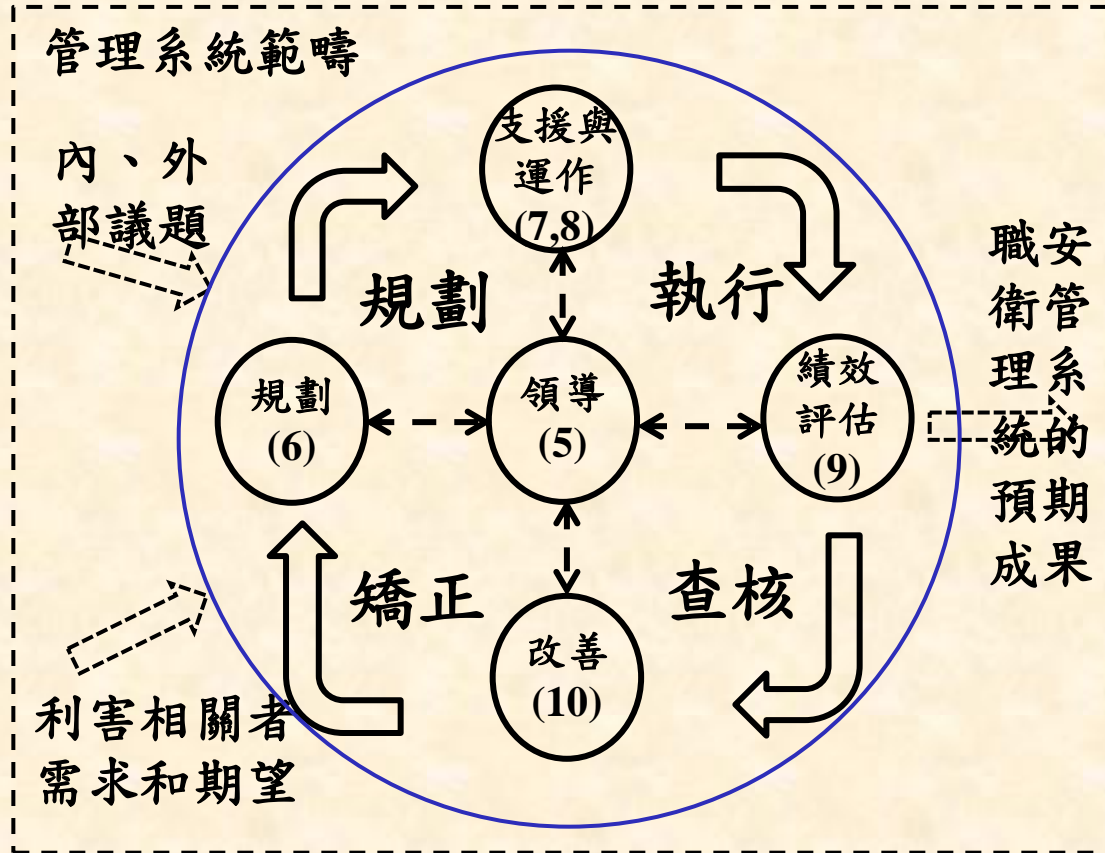 管理系統範疇
內、外
部議題
支援與
運作
(7,8)
規劃
執行
職安
衛管
理系
統的
預期
成果
規劃
(6)
領導
(5)
績效
評估
(9)
矯正
查核
改善
(10)
利害相關者
需求和期望